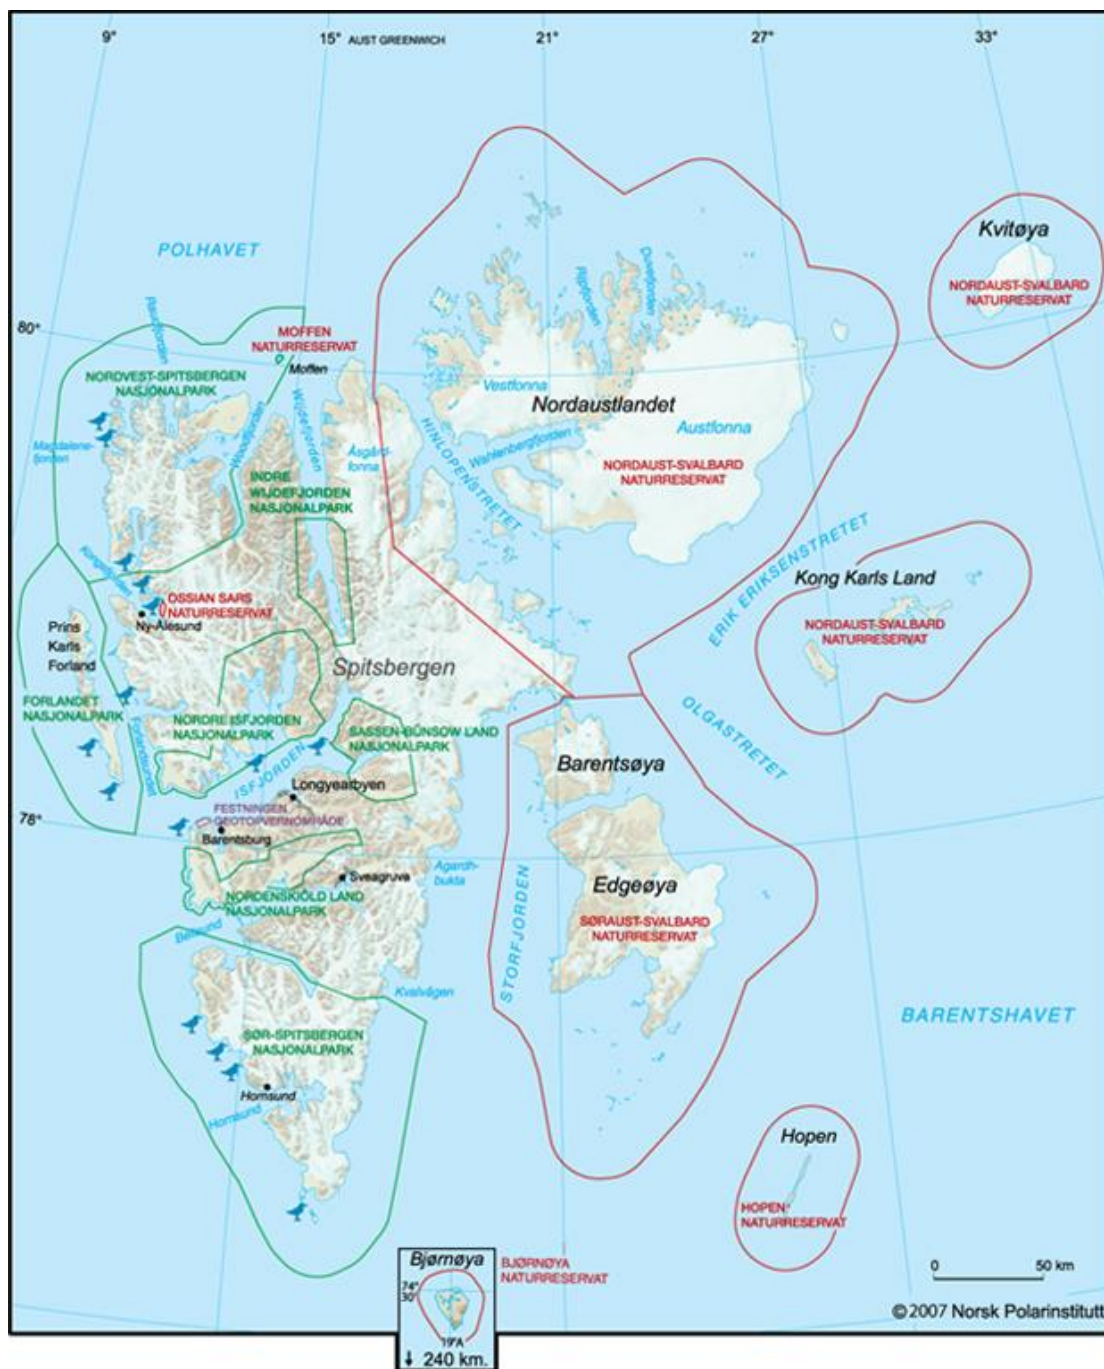 9°
15° AUST GREENWICH
21°
27°
33°
POLHAVET
Kvitøya
NORDAUST-SVALBARD
NATURRESERVAT
80°
Raudfjorden
MOFFEN
NATURRESERVAT
Moffen
NORDVEST-SPITSBERGEN
NASJONALPARK
Ripfjorden
Duvefjorden
Vestfonna
Nordaustlandet
Austfonna
Magdalene-
fjorden
Woodfjorden
Wijdefjorden
Åsgård-
fonna
HINLOPENSTRETET
Wahlenbergfjorden
NORDAUST-SVALBARD
NATURRESERVAT
INDRE
WIJDEFJORDEN
NASJONALPARK
Kongsfjorden
OSSIAN SARS
NATURRESERVAT
Ny-Ålesund
ERIK ERIKSENSTRETET
Kong Karls Land
NORDAUST-SVALBARD
NATURRESERVAT
Prins
Karls
Forland
Spitsbergen
FORLANDET
NASJONALPARK
Forlandsundet
NORDRE ISFJORDEN
NASJONALPARK
SASSEN-BÜNSOW LAND
NASJONALPARK
OLGASTRETET
ISFJORDEN
Barentsøya
Longyearbyen
FESTNINGEN
GEOTOPVERNOMRÅDE
78°
Barentsburg
Agardh-
bukta
Sveagruva
Edgeøya
NORDENSKIÖLD LAND
NASJONALPARK
SØRAUST-SVALBARD
NATURRESERVAT
Bellsund
STORFJORDEN
Kvalvågen
BARENTSHAVET
SØR-SPITSBERGEN
NASJONALPARK
Hornsund
Hornsund
Hopen
HOPEN
NATURRESERVAT
Bjørnøya
BJØRNØYA
NATURRESERVAT
74°
30°
19°A
240 km.
0 50 km
©2007 Norsk Polarinstitutt